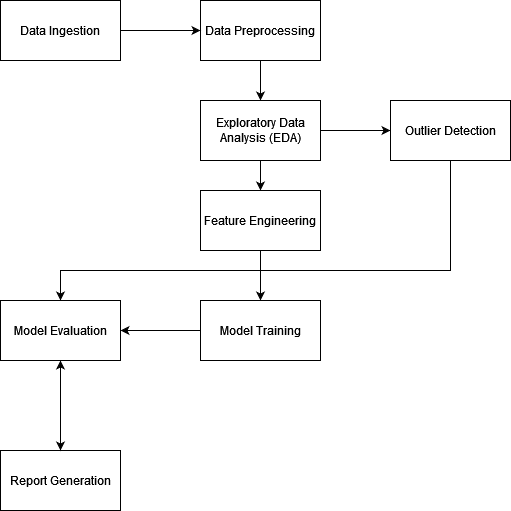 Data Ingestion
Data Preprocessing
Exploratory Data
Analysis (EDA)
Outlier Detection
Feature Engineering
Model Evaluation
Model Training
Report Generation